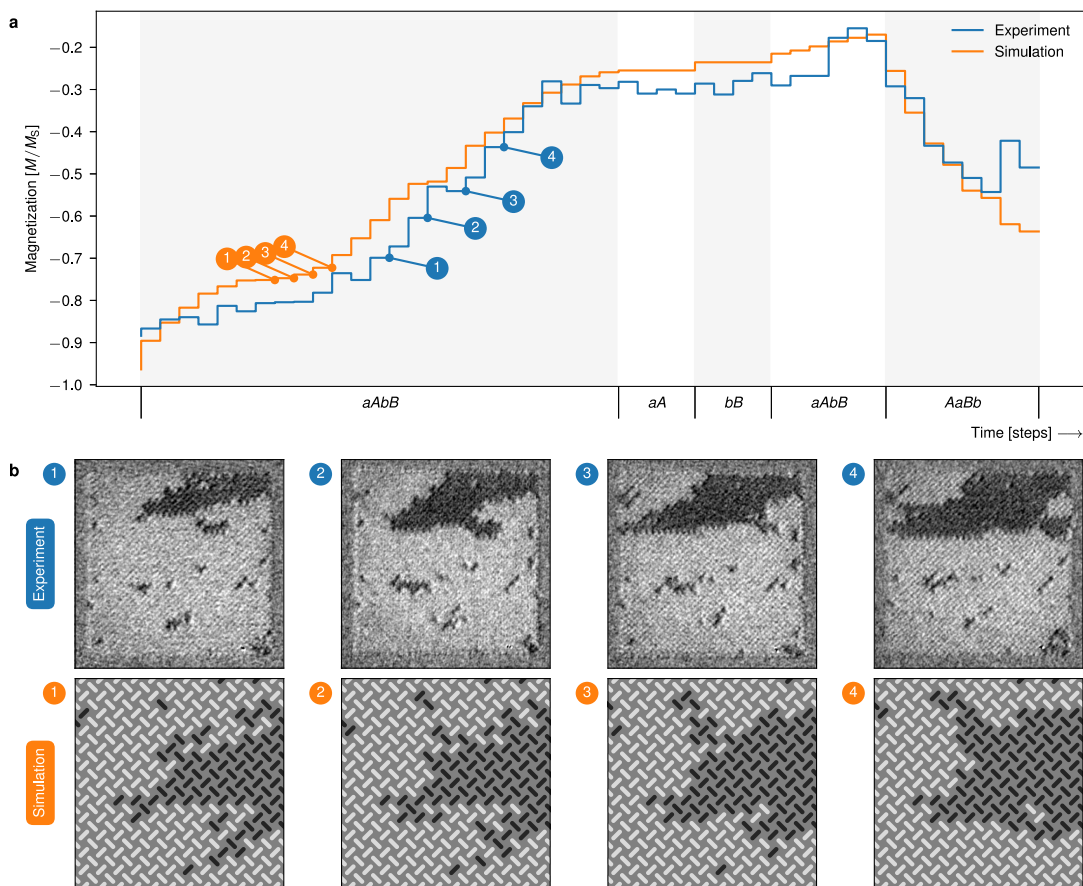 a
Experiment
Simulation
Magnetization [M / MS]
−0.2
−0.3
−0.4
−0.5
−0.6
−0.7
−0.8
−0.9
−1.0
1 2 3 4
4
3
2
1
aAbB aA bB aAbB AaBb
Time [steps] →
b
1 2 3 4
Experiment
1 2 3 4
Simulation